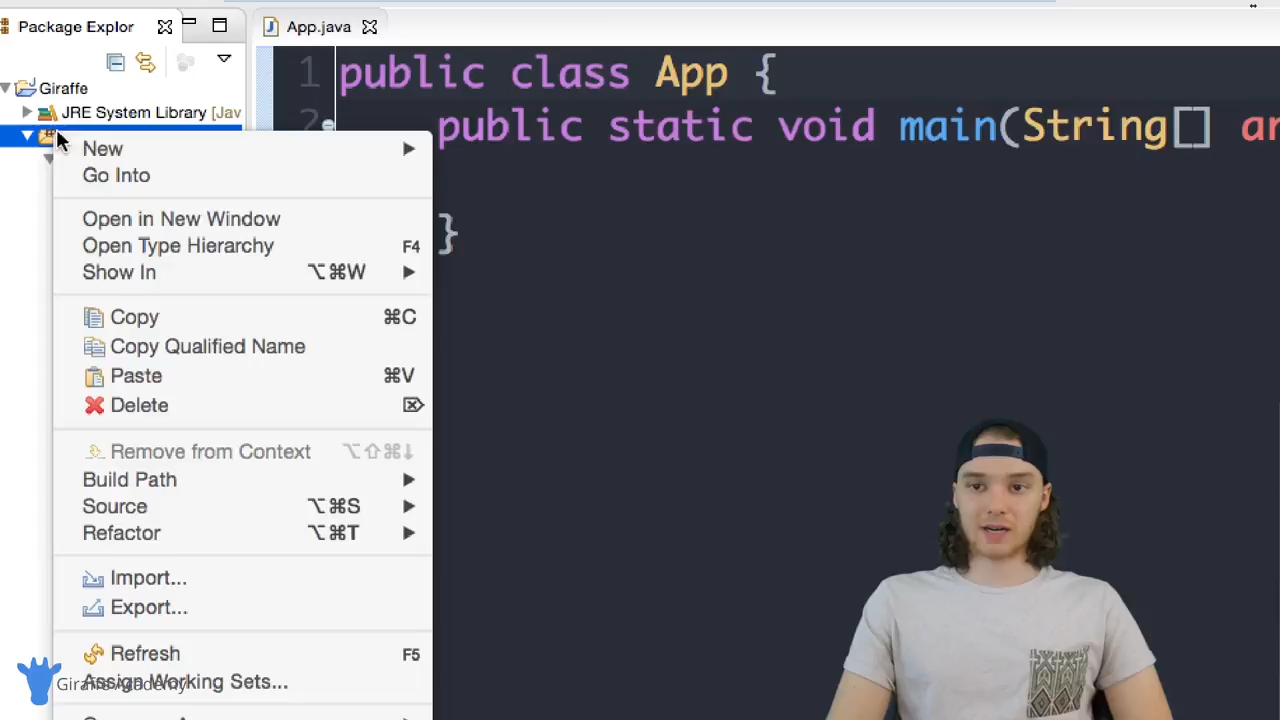 Package Explor
App.java
Giraffe
JRE System Library [Jav
1 public class App {
2 public static void main(String[] ar
}
New
Go Into
Open in New Window
Open Type Hierarchy F4
Show In ⌥⌘W
Copy ⌘C
Copy Qualified Name
Paste ⌘V
Delete
Remove from Context ⌥⇧⌘↓
Build Path
Source ⌥⌘S
Refactor ⌥⌘T
Import...
Export...
Refresh F5
Assign Working Sets...
Giraffe Academy